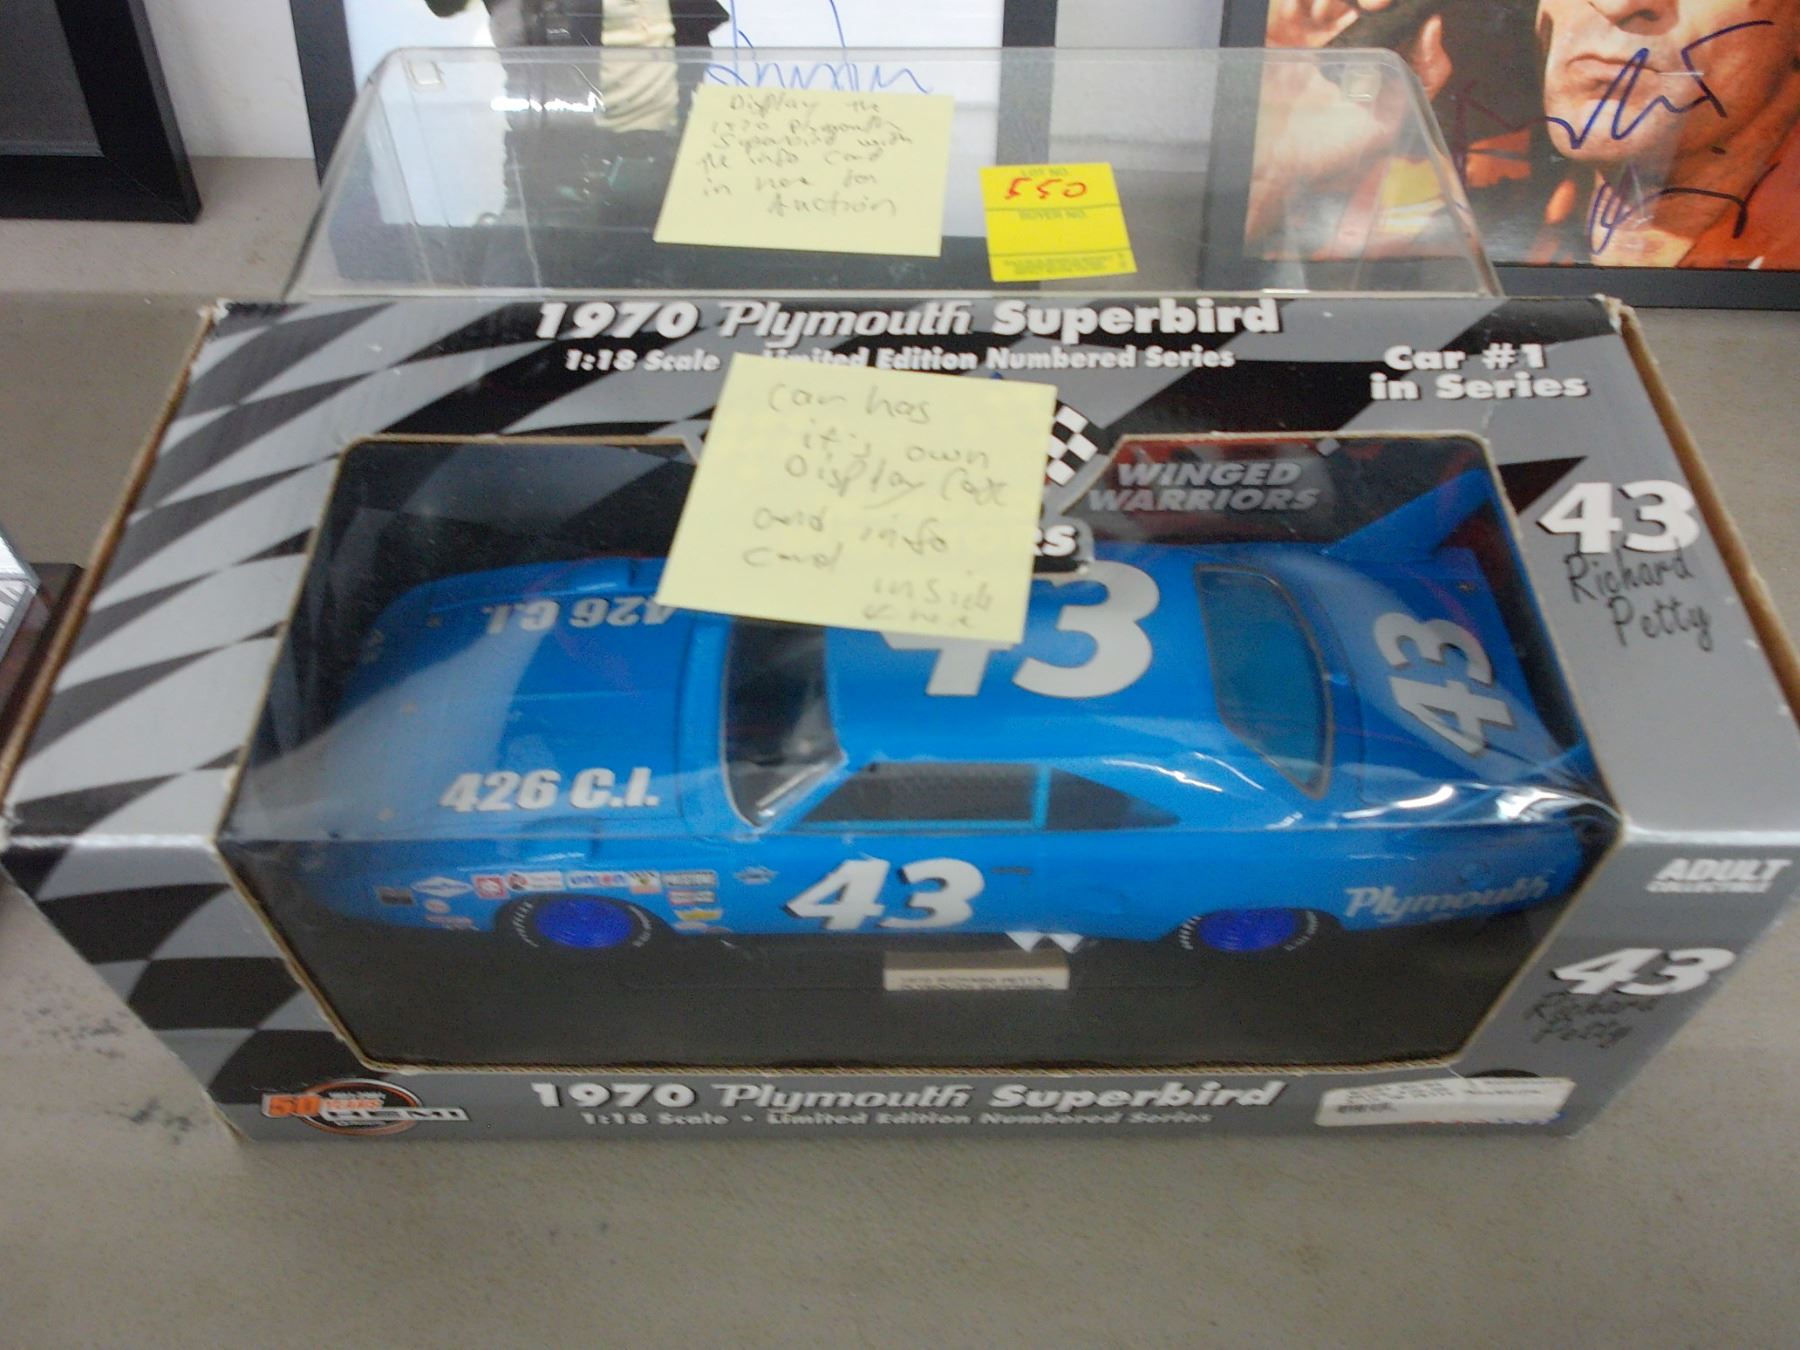 Display the
1970 Plymouth
Superbird with
the info card
in here for
Auction
LOT NO.
550
BUYER NO.
1970 Plymouth Superbird
1:18 Scale Limited Edition Numbered Series
Car #1
in Series
car has
it's own
Display Case
and info
card inside
here
WINGED
WARRIORS
RS
43
Richard
Petty
426 C.I.
43
43
426 C.I.
43
Plymouth
ADULT
COLLECTIBLE
43
Richard
Petty
50 YEARS
HEMI
1970 Plymouth Superbird
1:18 Scale • Limited Edition Numbered Series